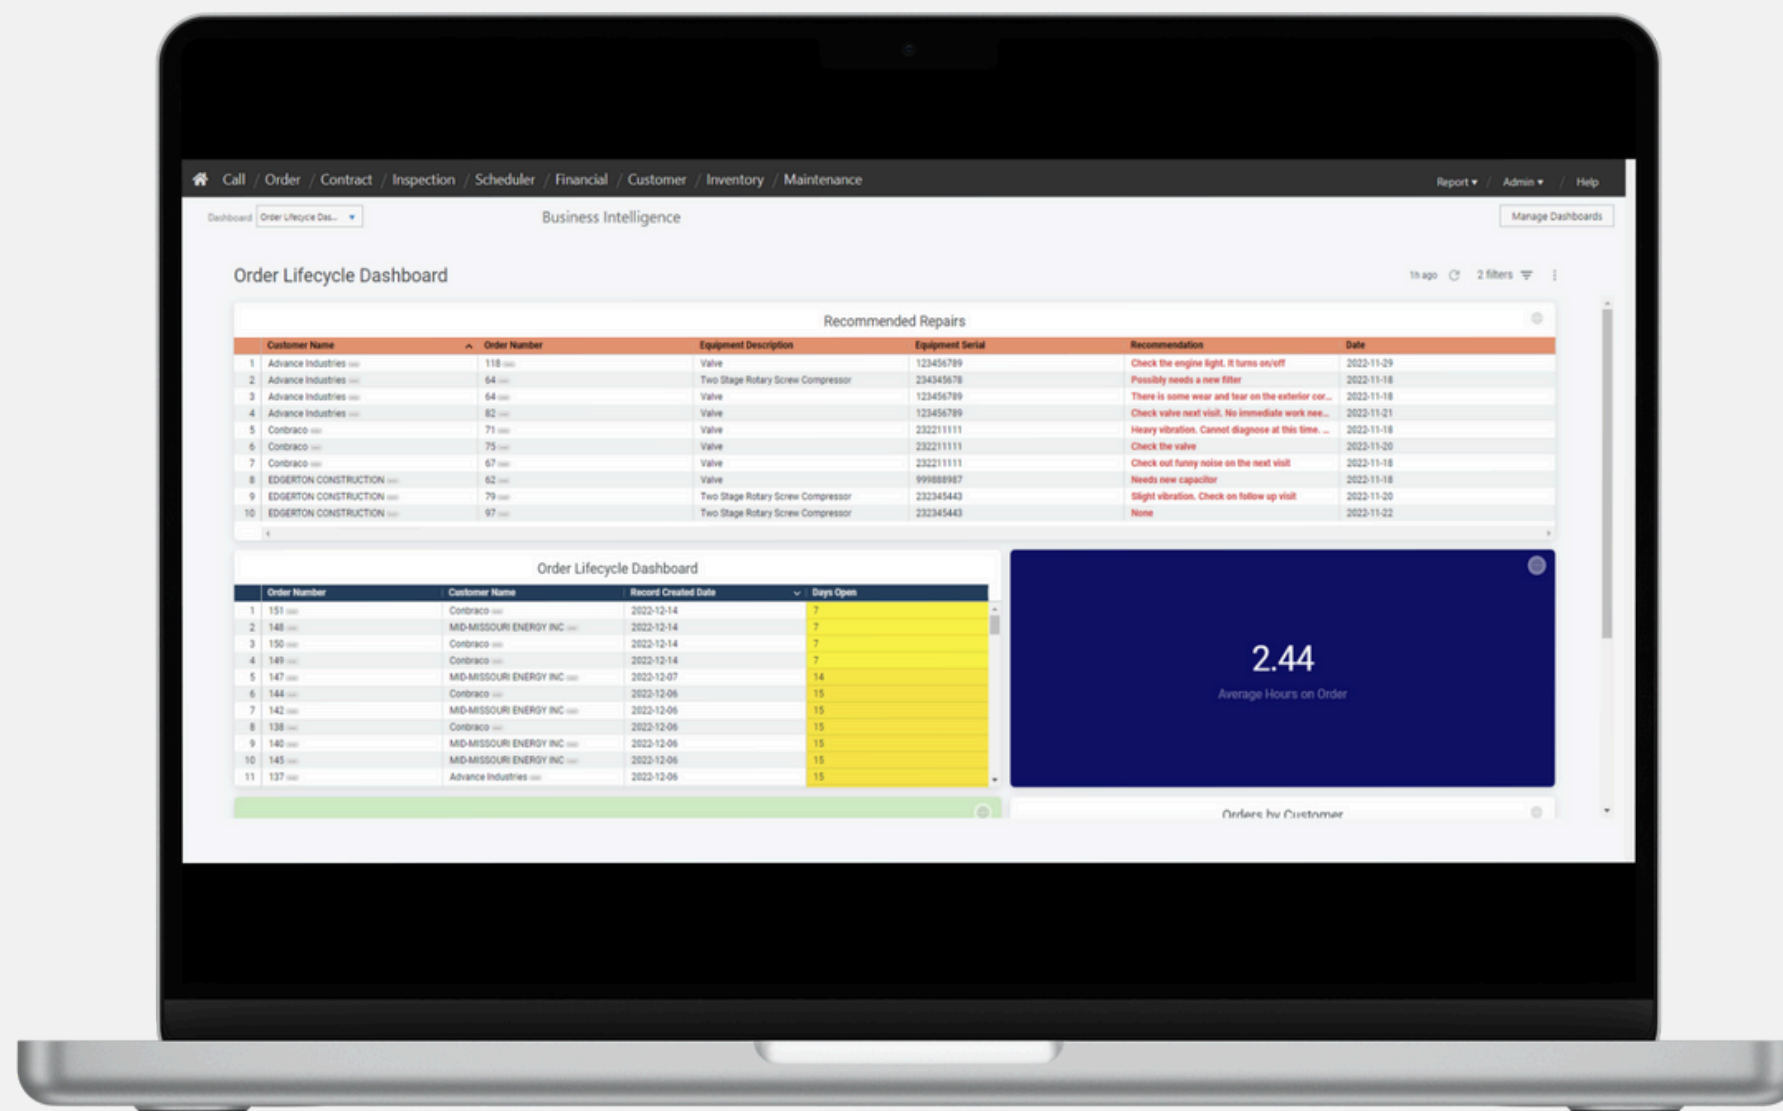 Call / Order / Contract / Inspection / Scheduler / Financial / Customer / Inventory / Maintenance Report ▾ / Admin ▾ / Help
Dashboard Order Lifecycle Das... Business Intelligence Manage Dashboards
Order Lifecycle Dashboard 1h ago 2 filters
Recommended Repairs
Customer Name Order Number Equipment Description Equipment Serial Recommendation Date
1 Advance Industries 118 Valve 123456789 Check the engine light. It turns on/off 2022-11-29
2 Advance Industries 64 Two Stage Rotary Screw Compressor 234345678 Possibly needs a new filter 2022-11-18
3 Advance Industries 64 Valve 123456789 There is some wear and tear on the exterior cor... 2022-11-18
4 Advance Industries 82 Valve 123456789 Check valve next visit. No immediate work nee... 2022-11-21
5 Conbraco 71 Valve 232211111 Heavy vibration. Cannot diagnose at this time. ... 2022-11-18
6 Conbraco 75 Valve 232211111 Check the valve 2022-11-20
7 Conbraco 67 Valve 232211111 Check out funny noise on the next visit 2022-11-18
8 EDGERTON CONSTRUCTION 62 Valve 999888987 Needs new capacitor 2022-11-18
9 EDGERTON CONSTRUCTION 79 Two Stage Rotary Screw Compressor 232345443 Slight vibration. Check on follow up visit 2022-11-20
10 EDGERTON CONSTRUCTION 97 Two Stage Rotary Screw Compressor 232345443 None 2022-11-22
Order Lifecycle Dashboard
Order Number Customer Name Record Created Date Days Open
1 151 Conbraco 2022-12-14 7
2 148 MID-MISSOURI ENERGY INC 2022-12-14 7
3 150 Conbraco 2022-12-14 7
4 149 Conbraco 2022-12-14 7
5 147 MID-MISSOURI ENERGY INC 2022-12-07 14
6 144 Conbraco 2022-12-06 15
7 142 MID-MISSOURI ENERGY INC 2022-12-06 15
8 138 Conbraco 2022-12-06 15
9 140 MID-MISSOURI ENERGY INC 2022-12-06 15
10 145 MID-MISSOURI ENERGY INC 2022-12-06 15
11 137 Advance Industries 2022-12-06 15
2.44
Average Hours on Order
Orders by Customer